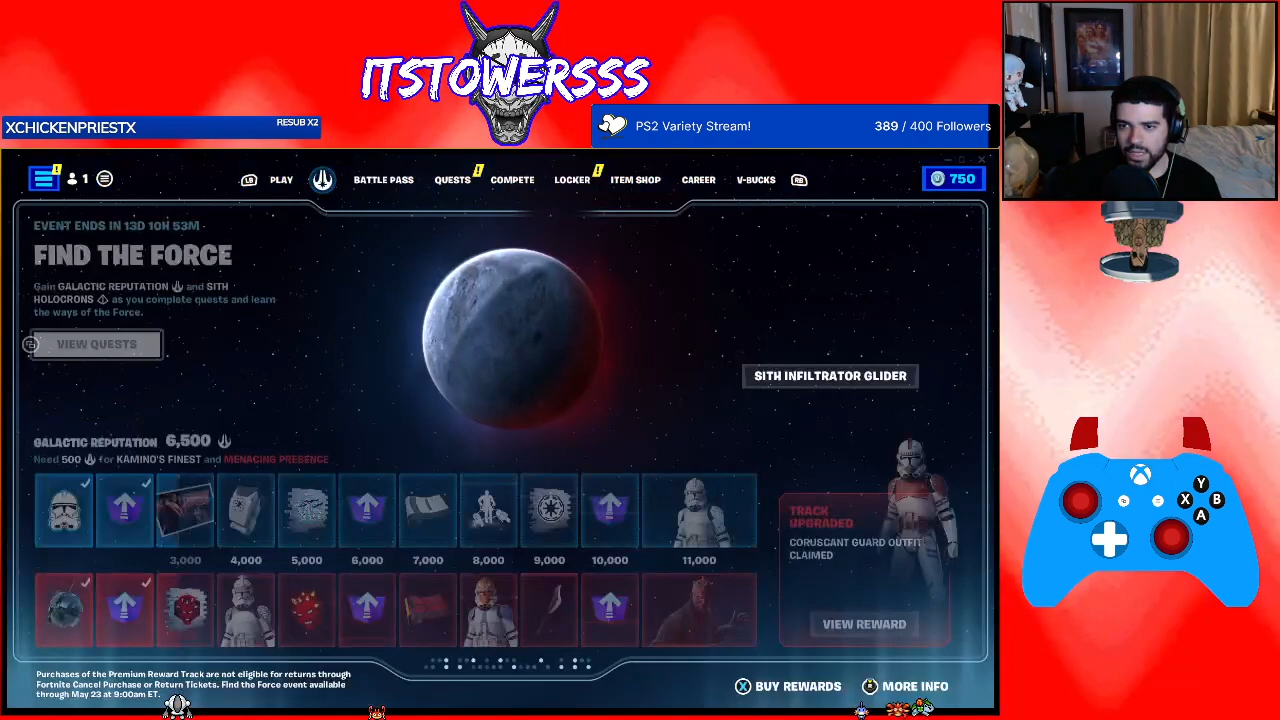 ITSTOWERSSS
XCHICKENPRIESTX
RESUB X2
PS2 Variety Stream!
389 / 400 Followers
1
LB PLAY BATTLE PASS QUESTS COMPETE LOCKER ITEM SHOP CAREER V-BUCKS RB
750
EVENT ENDS IN 13D 10H 53M
FIND THE FORCE
Gain GALACTIC REPUTATION and SITH
HOLOCRONS as you complete quests and learn
the ways of the Force.
VIEW QUESTS
SITH INFILTRATOR GLIDER
GALACTIC REPUTATION 6,500
Need 500 for KAMINO'S FINEST and MENACING PRESENCE
3,000 4,000 5,000 6,000 7,000 8,000 9,000 10,000 11,000
TRACK
UPGRADED
CORUSCANT GUARD OUTFIT
CLAIMED
VIEW REWARD
Purchases of the Premium Reward Track are not eligible for returns through
Fortnite Cancel Purchase or Return Tickets. Find the Force event available
through May 23 at 9:00am ET.
X BUY REWARDS
MORE INFO
Y
X
B
A